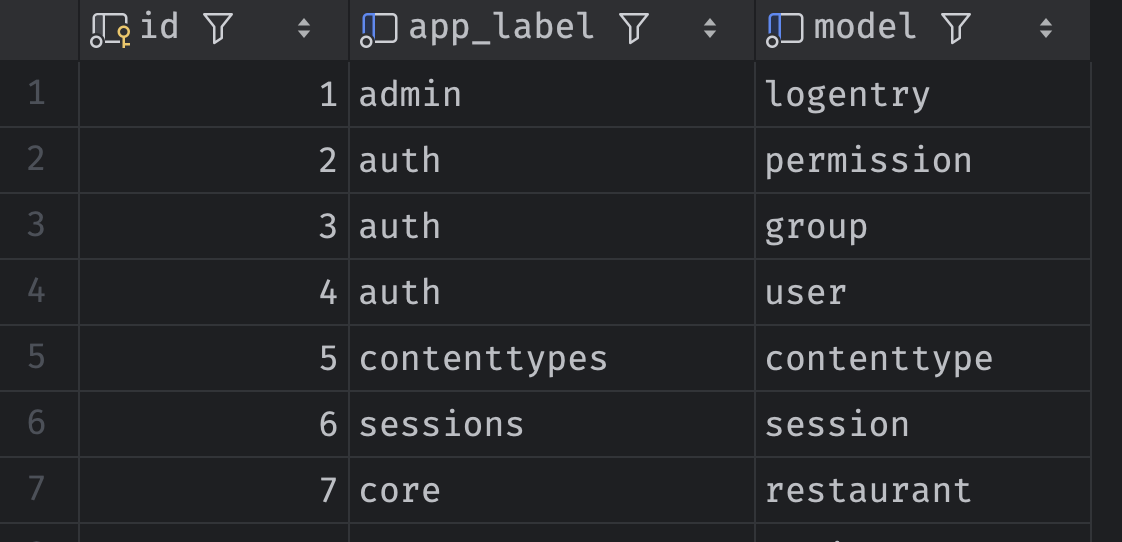 id app_label model
1 1 admin logentry
2 2 auth permission
3 3 auth group
4 4 auth user
5 5 contenttypes contenttype
6 6 sessions session
7 7 core restaurant